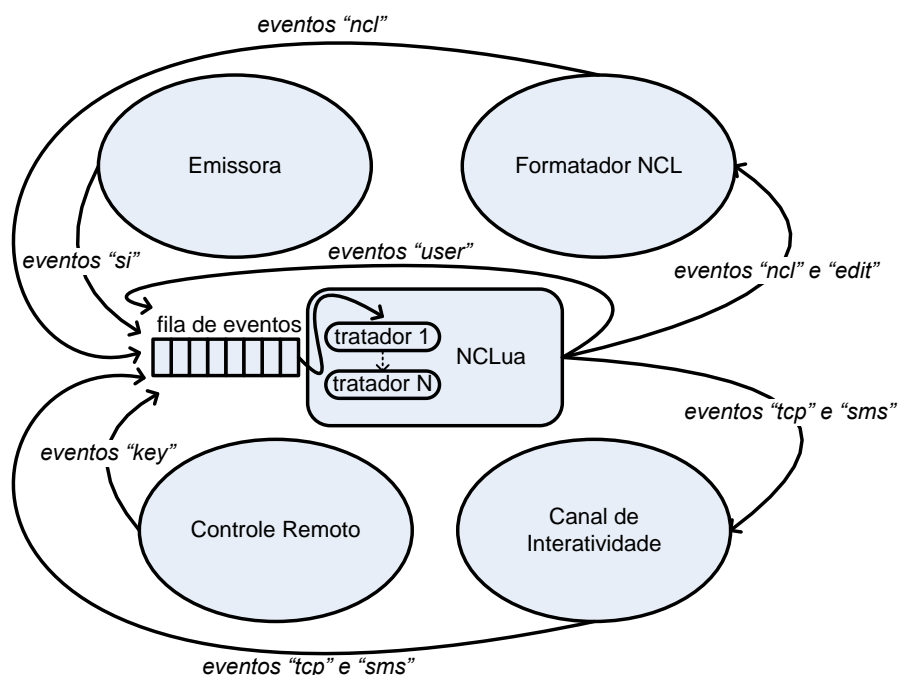 eventos “ncl”
Emissora
Formatador NCL
eventos “user”
eventos “si”
eventos “ncl” e “edit”
fila de eventos
tratador 1
NCLua
tratador N
eventos “tcp” e “sms”
eventos “key”
Controle Remoto
Canal de
Interatividade
eventos “tcp” e “sms”